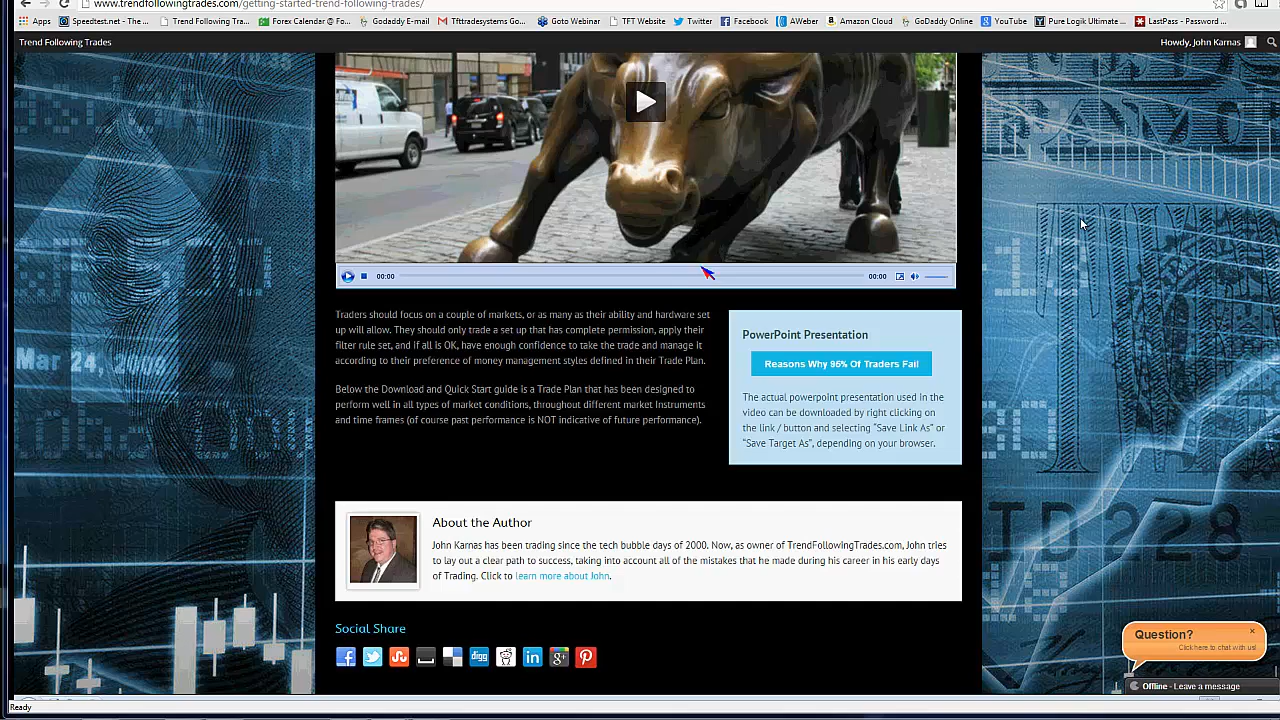 www.trendfollowingtrades.com/getting-started-trend-following-trades/
Speedtest.net - The ... Trend Following Tra... Forex Calendar @ Fo... Godaddy E-mail Tfttradesystems Go... Goto Webinar TFT Website Twitter Facebook AWeber Amazon Cloud GoDaddy Online YouTube Pure Logik Ultimate ... LastPass - Password ...
Trend Following Trades Howdy, John Karnas
00:00 00:00
Traders should focus on a couple of markets, or as many as their ability and hardware set
up will allow. They should only trade a set up that has complete permission, apply their
filter rule set, and if all is OK, have enough confidence to take the trade and manage it
according to their preference of money management styles defined in their Trade Plan.
Below the Download and Quick Start guide is a Trade Plan that has been designed to
perform well in all types of market conditions, throughout different market Instruments
and time frames (of course past performance is NOT indicative of future performance).
PowerPoint Presentation
Reasons Why 96% Of Traders Fail
The actual powerpoint presentation used in the
video can be downloaded by right clicking on
the link / button and selecting “Save Link As” or
“Save Target As”, depending on your browser.
Mar 24
About the Author
John Karnas has been trading since the tech bubble days of 2000. Now, as owner of TrendFollowingTrades.com, John tries
to lay out a clear path to success, taking into account all of the mistakes that he made during his career in his early days
of Trading. Click to learn more about John.
Social Share
digg
Question?
Click here to chat with us!
Offline - Leave a message
Ready